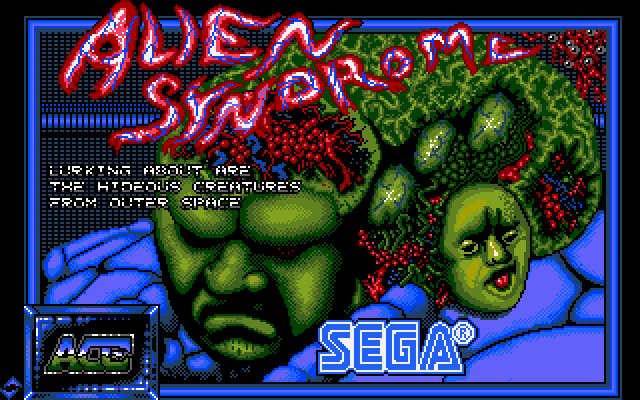 ALIEN
SYNDROME
LURKING ABOUT ARE
THE HIDEOUS CREATURES
FROM OUTER SPACE
SEGA®
ACE